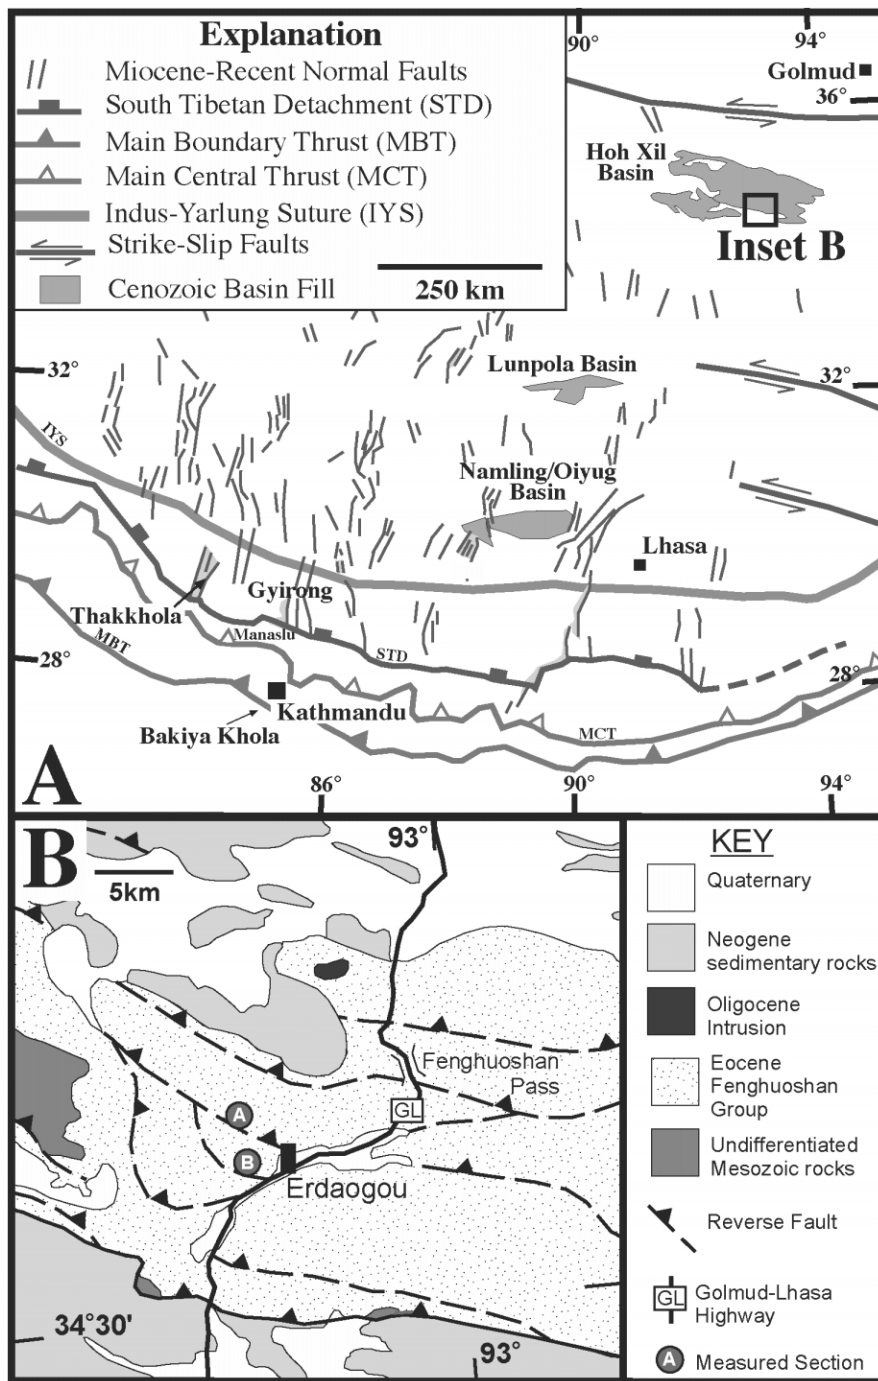 Explanation
Miocene-Recent Normal Faults
South Tibetan Detachment (STD)
Main Boundary Thrust (MBT)
Main Central Thrust (MCT)
Indus-Yarlung Suture (IYS)
Strike-Slip Faults
Cenozoic Basin Fill
250 km
90°
94°
Golmud
36°
Hoh Xil
Basin
Inset B
32°
Lunpola Basin
32°
IYS
Namling/Oiyug
Basin
Lhasa
Gyirong
Thakkhola
Manaslu
MBT
STD
28°
28°
Kathmandu
Bakiya Khola
MCT
A
86°
90°
94°
B
5km
93°
Fenghuoshan
Pass
GL
A
B
Erdaogou
34°30'
93°
KEY
Quaternary
Neogene
sedimentary rocks
Oligocene
Intrusion
Eocene
Fenghuoshan
Group
Undifferentiated
Mesozoic rocks
Reverse Fault
GL
Golmud-Lhasa
Highway
A
Measured Section